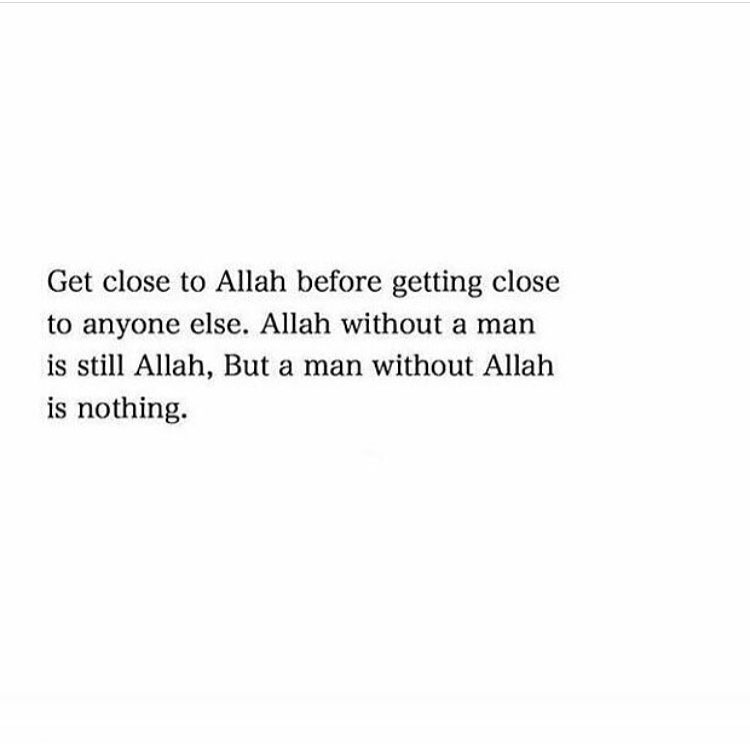 Get close to Allah before getting close
to anyone else. Allah without a man
is still Allah, But a man without Allah
is nothing.